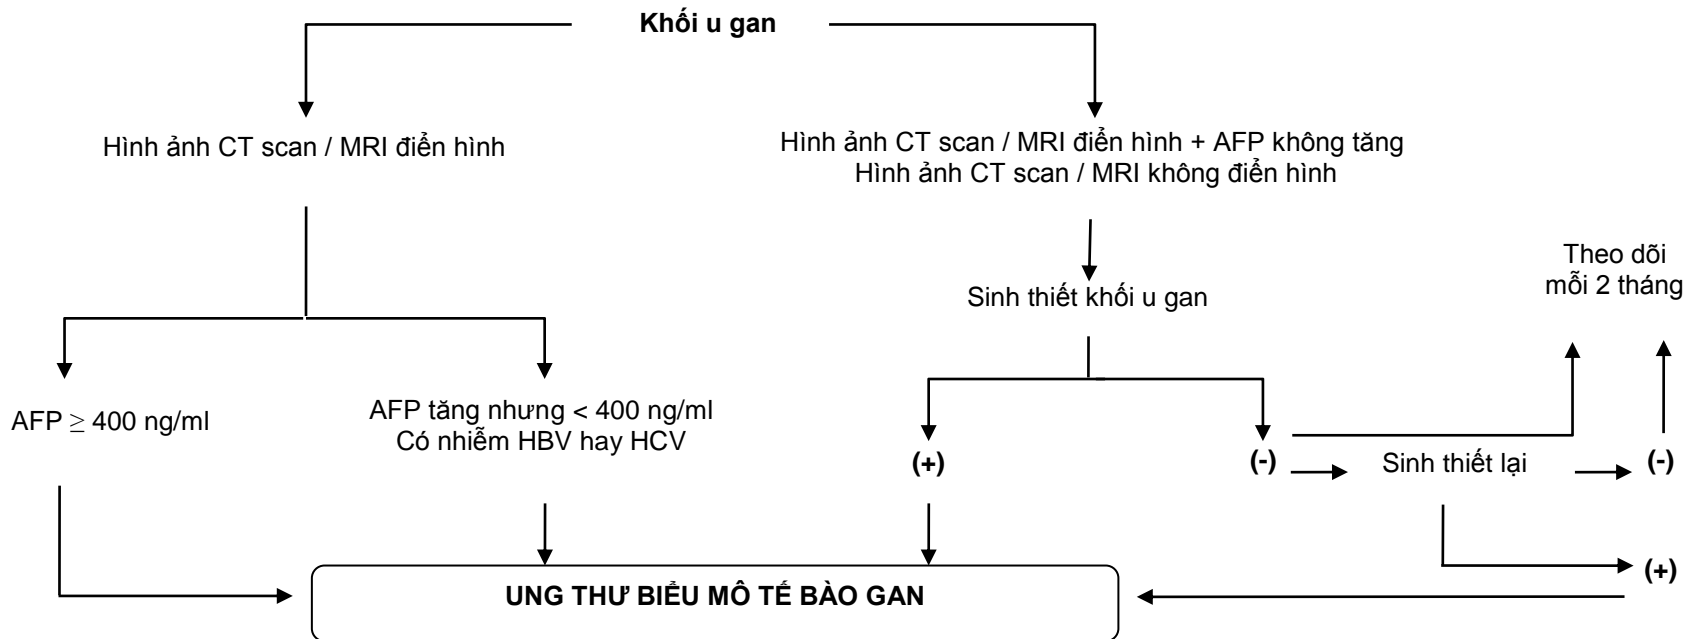 Khối u gan
Hình ảnh CT scan / MRI điển hình
Hình ảnh CT scan / MRI điển hình + AFP không tăng
Hình ảnh CT scan / MRI không điển hình
Theo dõi
mỗi 2 tháng
Sinh thiết khối u gan
AFP ≥ 400 ng/ml
AFP tăng nhưng < 400 ng/ml
Có nhiễm HBV hay HCV
(+)
(-)
Sinh thiết lại
(-)
(+)
UNG THƯ BIỂU MÔ TẾ BÀO GAN